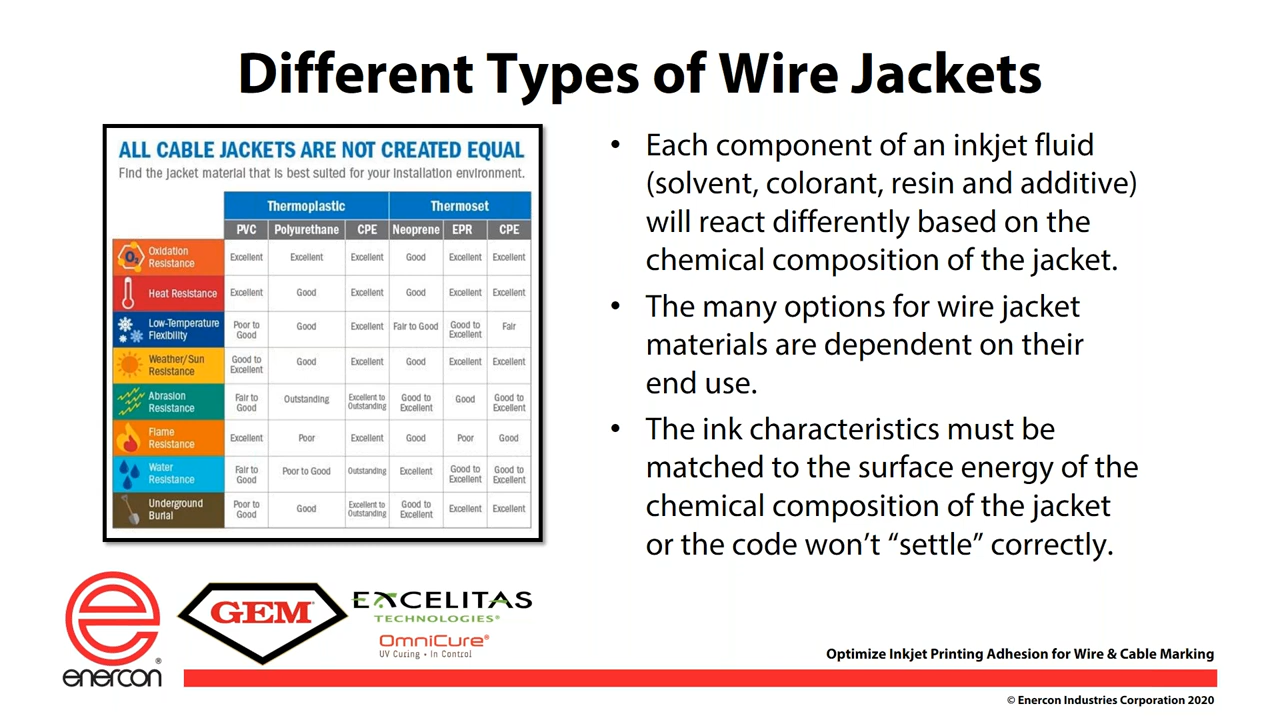 Different Types of Wire Jackets
ALL CABLE JACKETS ARE NOT CREATED EQUAL
Find the jacket material that is best suited for your installation environment.
Thermoplastic Thermoset
PVC Polyurethane CPE Neoprene EPR CPE
O₂ Oxidation Resistance Excellent Excellent Excellent Good Excellent Excellent
Heat Resistance Excellent Good Excellent Good Excellent Excellent
Low-Temperature Flexibility Poor to Good Good Excellent Fair to Good Good to Excellent Fair
Weather/Sun Resistance Good to Excellent Good Excellent Good Excellent Excellent
Abrasion Resistance Fair to Good Outstanding Excellent to Outstanding Good to Excellent Good Good to Excellent
Flame Resistance Excellent Poor Excellent Good Poor Good
Water Resistance Fair to Good Poor to Good Outstanding Excellent Good to Excellent Good to Excellent
Underground Burial Poor to Good Good Excellent to Outstanding Good to Excellent Excellent Excellent
• Each component of an inkjet fluid
(solvent, colorant, resin and additive)
will react differently based on the
chemical composition of the jacket.
• The many options for wire jacket
materials are dependent on their
end use.
• The ink characteristics must be
matched to the surface energy of the
chemical composition of the jacket
or the code won’t “settle” correctly.
enercon®
GEM®
EXCELITAS
TECHNOLOGIES®
OmniCure®
UV Curing • In Control
Optimize Inkjet Printing Adhesion for Wire & Cable Marking
© Enercon Industries Corporation 2020